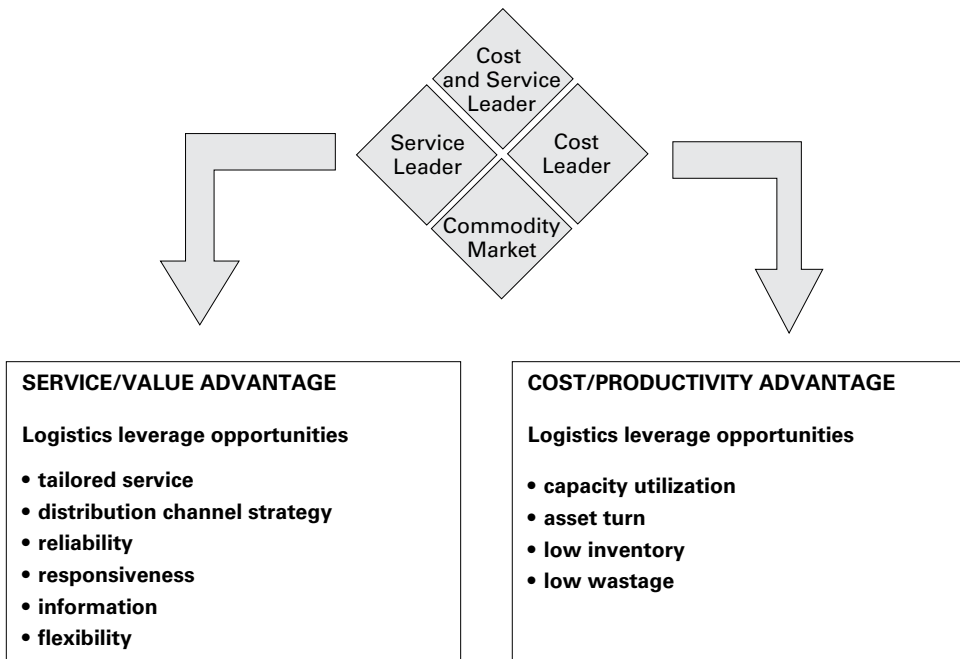 Cost
and Service
Leader
Service
Leader
Cost
Leader
Commodity
Market
SERVICE/VALUE ADVANTAGE
Logistics leverage opportunities
• tailored service
• distribution channel strategy
• reliability
• responsiveness
• information
• flexibility
COST/PRODUCTIVITY ADVANTAGE
Logistics leverage opportunities
• capacity utilization
• asset turn
• low inventory
• low wastage